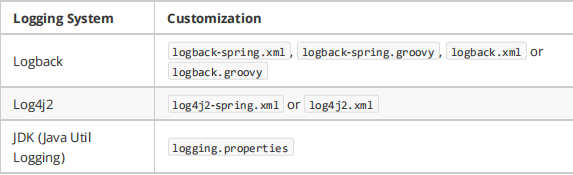 Logging System Customization
Logback
logback-spring.xml, logback-spring.groovy, logback.xml or
logback.groovy
Log4j2 log4j2-spring.xml or log4j2.xml
JDK (Java Util
Logging)
logging.properties